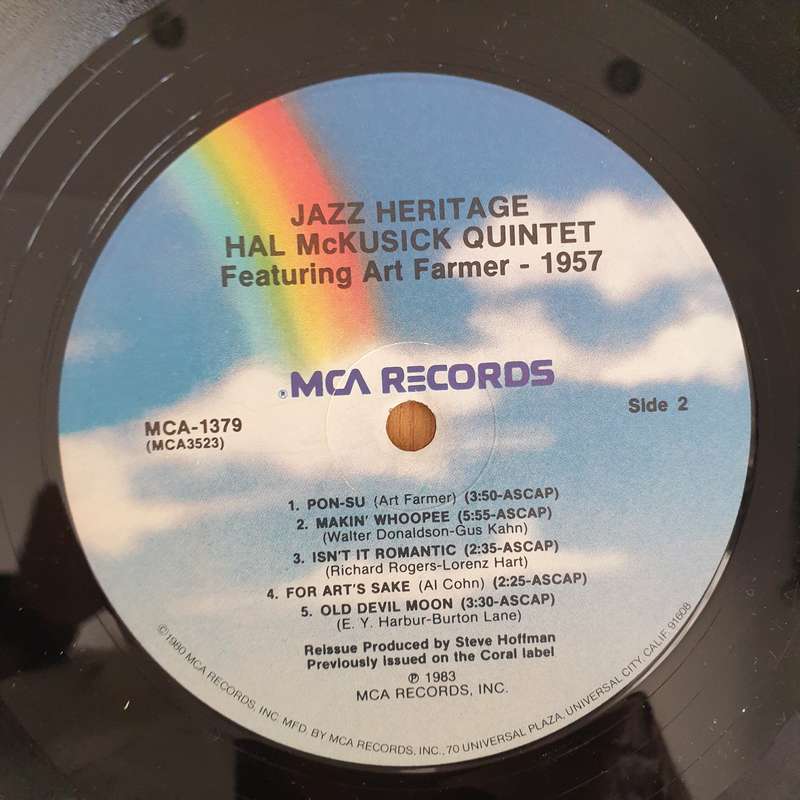 JAZZ HERITAGE
HAL McKUSICK QUINTET
Featuring Art Farmer - 1957
® MCA RECORDS
Side 2
MCA-1379
(MCA3523)
1. PON-SU (Art Farmer) (3:50-ASCAP)
2. MAKIN' WHOOPEE (5:55-ASCAP)
(Walter Donaldson-Gus Kahn)
3. ISN'T IT ROMANTIC (2:35-ASCAP)
(Richard Rogers-Lorenz Hart)
4. FOR ART'S SAKE (Al Cohn) (2:25-ASCAP)
5. OLD DEVIL MOON (3:30-ASCAP)
(E. Y. Harbur-Burton Lane)
Reissue Produced by Steve Hoffman
Previously Issued on the Coral label
℗ 1983
MCA RECORDS, INC.
©1980 MCA RECORDS, INC. MFD. BY MCA RECORDS, INC., 70 UNIVERSAL PLAZA, UNIVERSAL CITY, CALIF. 91608